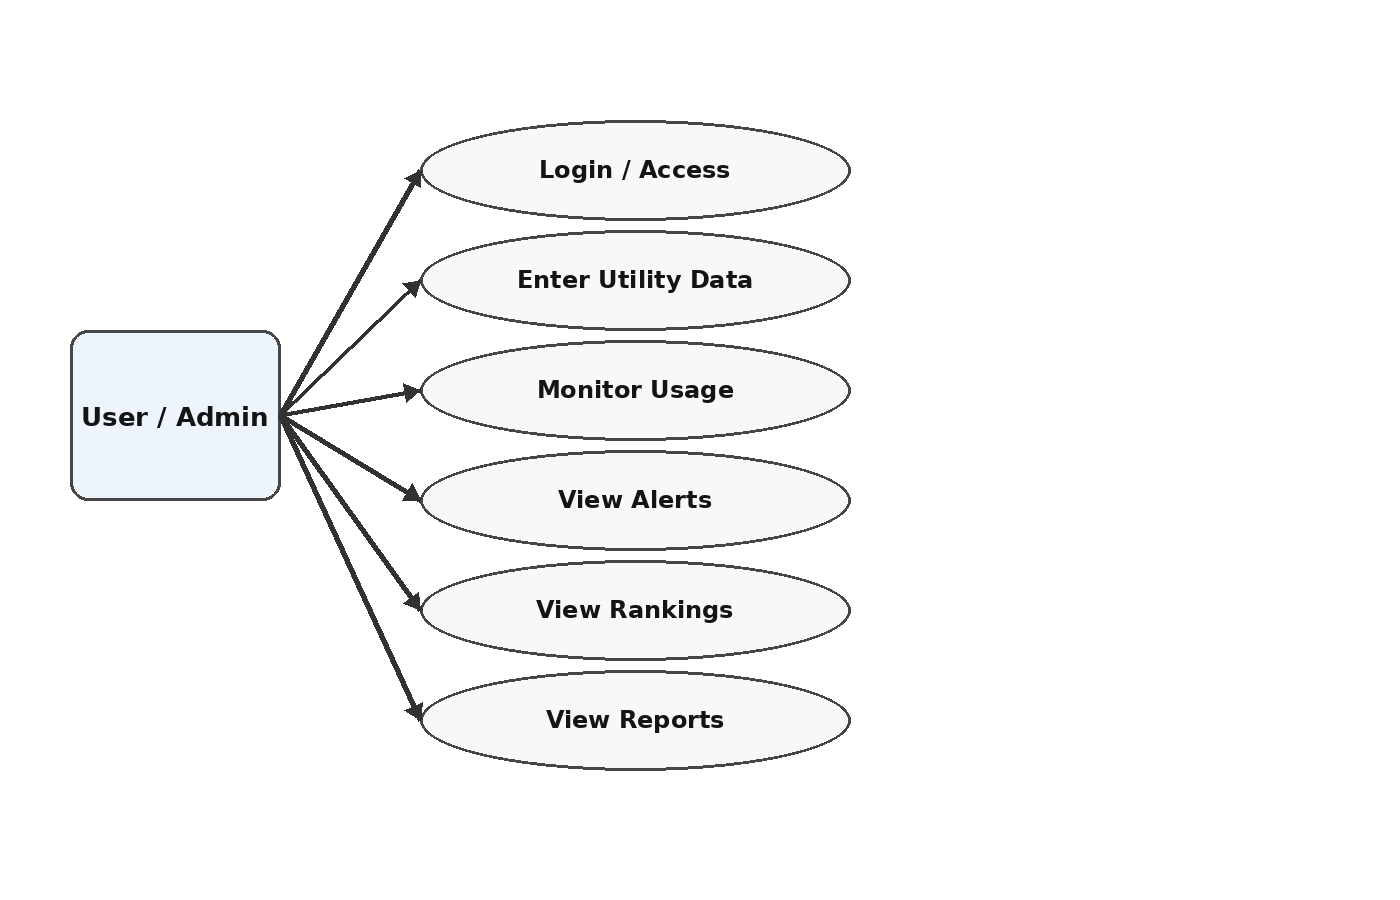 Login / Access
Enter Utility Data
Monitor Usage
User / Admin
View Alerts
View Rankings
View Reports